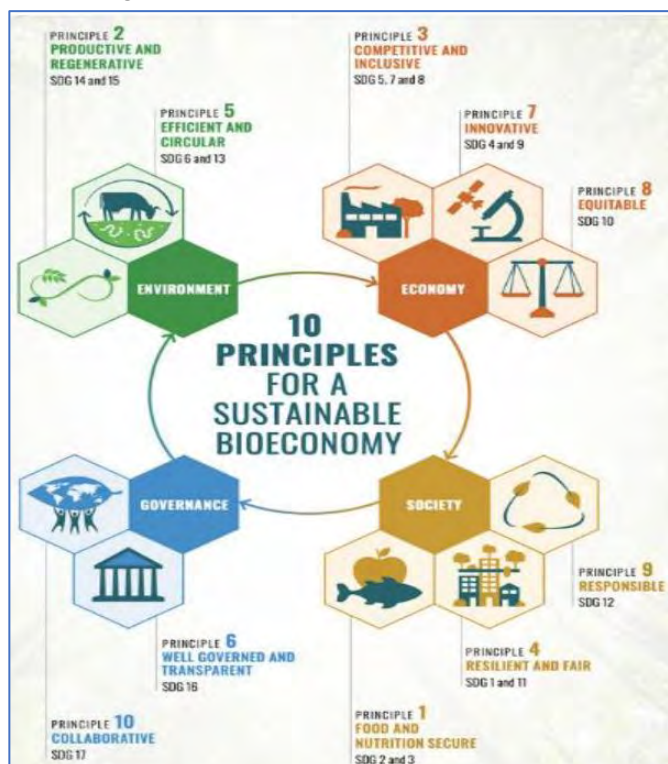 PRINCIPLE 2
PRODUCTIVE AND
REGENERATIVE
SDG 14 and 15
PRINCIPLE 3
COMPETITIVE AND
INCLUSIVE
SDG 5, 7 and 8
PRINCIPLE 5
EFFICIENT AND
CIRCULAR
SDG 6 and 13
PRINCIPLE 7
INNOVATIVE
SDG 4 and 9
PRINCIPLE 8
EQUITABLE
SDG 10
ENVIRONMENT
ECONOMY
10
PRINCIPLES
FOR A
SUSTAINABLE
BIOECONOMY
GOVERNANCE
SOCIETY
PRINCIPLE 9
RESPONSIBLE
SDG 12
PRINCIPLE 6
WELL GOVERNED AND
TRANSPARENT
SDG 16
PRINCIPLE 4
RESILIENT AND FAIR
SDG 1 and 11
PRINCIPLE 10
COLLABORATIVE
SDG 17
PRINCIPLE 1
FOOD AND
NUTRITION SECURE
SDG 2 and 3